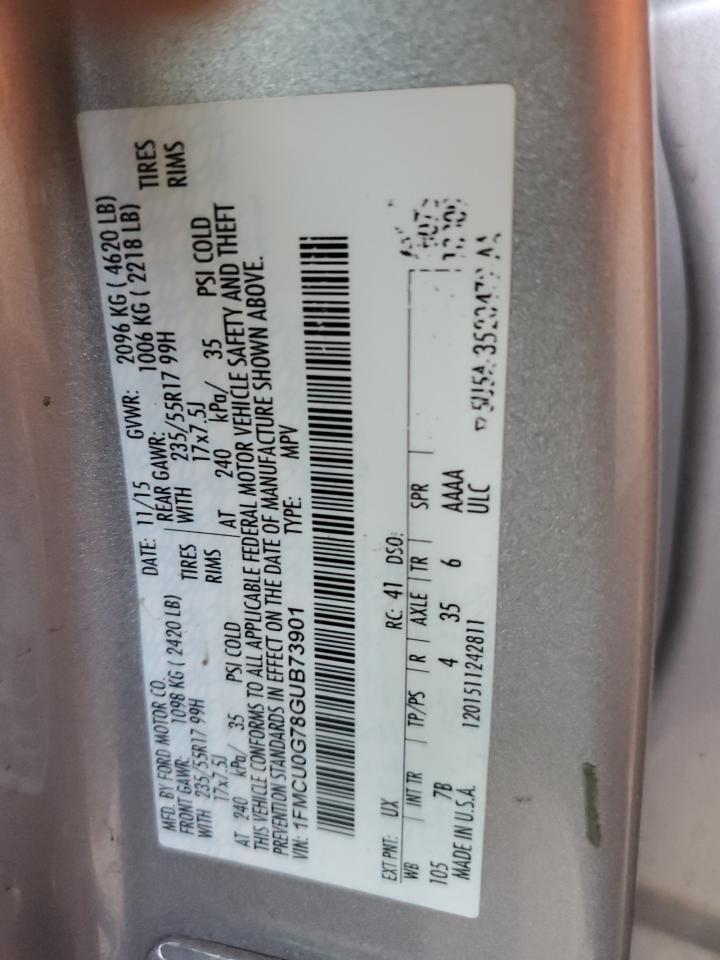 MFD. BY FORD MOTOR CO.
DATE: 11/15 GVWR: 2096 KG ( 4620 LB)
FRONT GAWR: 1098 KG ( 2420 LB) REAR GAWR: 1006 KG ( 2218 LB)
WITH 235/55R17 99H TIRES WITH 235/55R17 99H TIRES
17x7.5J RIMS 17x7.5J RIMS
AT 240 kPa/ 35 PSI COLD AT 240 kPa/ 35 PSI COLD
THIS VEHICLE CONFORMS TO ALL APPLICABLE FEDERAL MOTOR VEHICLE SAFETY AND THEFT
PREVENTION STANDARDS IN EFFECT ON THE DATE OF MANUFACTURE SHOWN ABOVE.
VIN: 1FMCU0G78GUB73901 TYPE: MPV
EXT PNT: UX RC: 41 DSO:
WB INT TR TP/PS R AXLE TR SPR
105 7B 4 35 6 AAAA
MADE IN U.S.A. 1201511242811 ULC